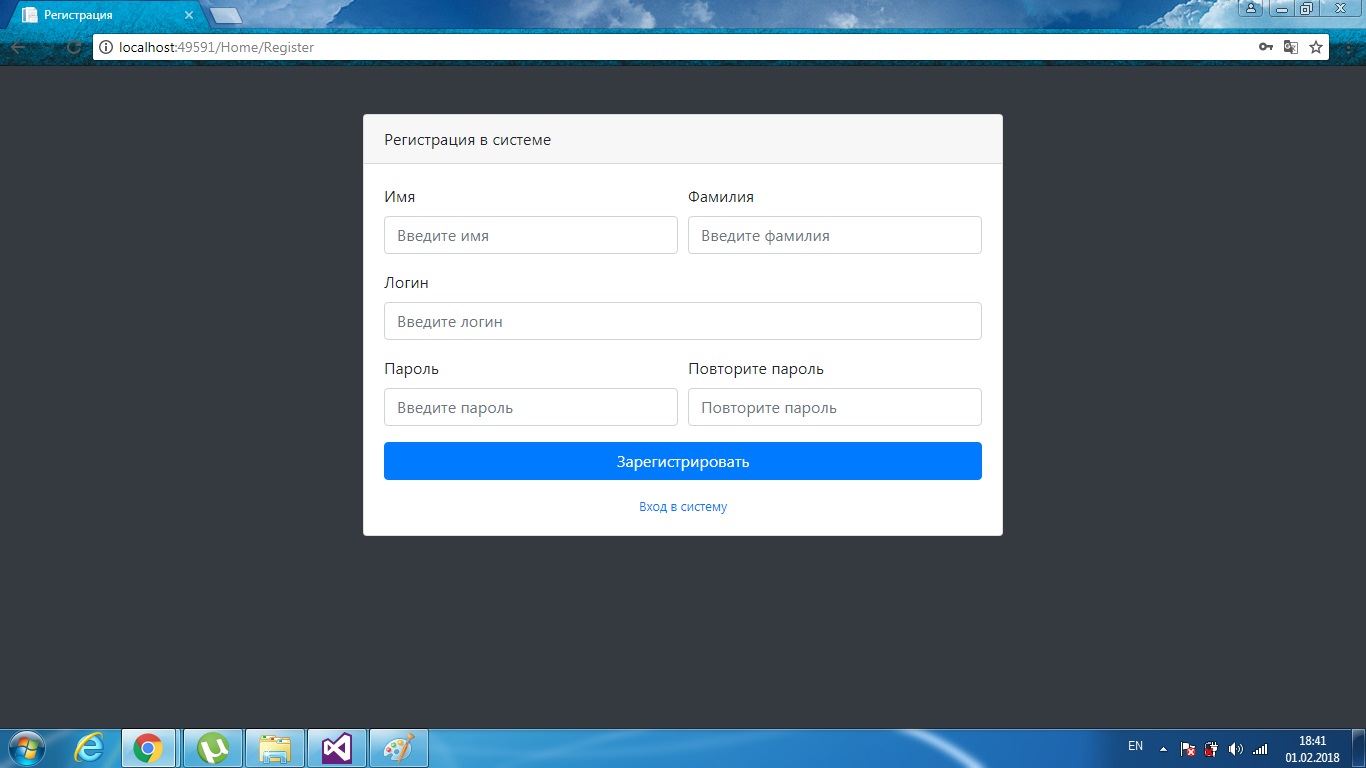 Регистрация
localhost:49591/Home/Register
Регистрация в системе
Имя Фамилия
Введите имя Введите фамилия
Логин
Введите логин
Пароль Повторите пароль
Введите пароль Повторите пароль
Зарегистрировать
Вход в систему
EN 18:41
01.02.2018